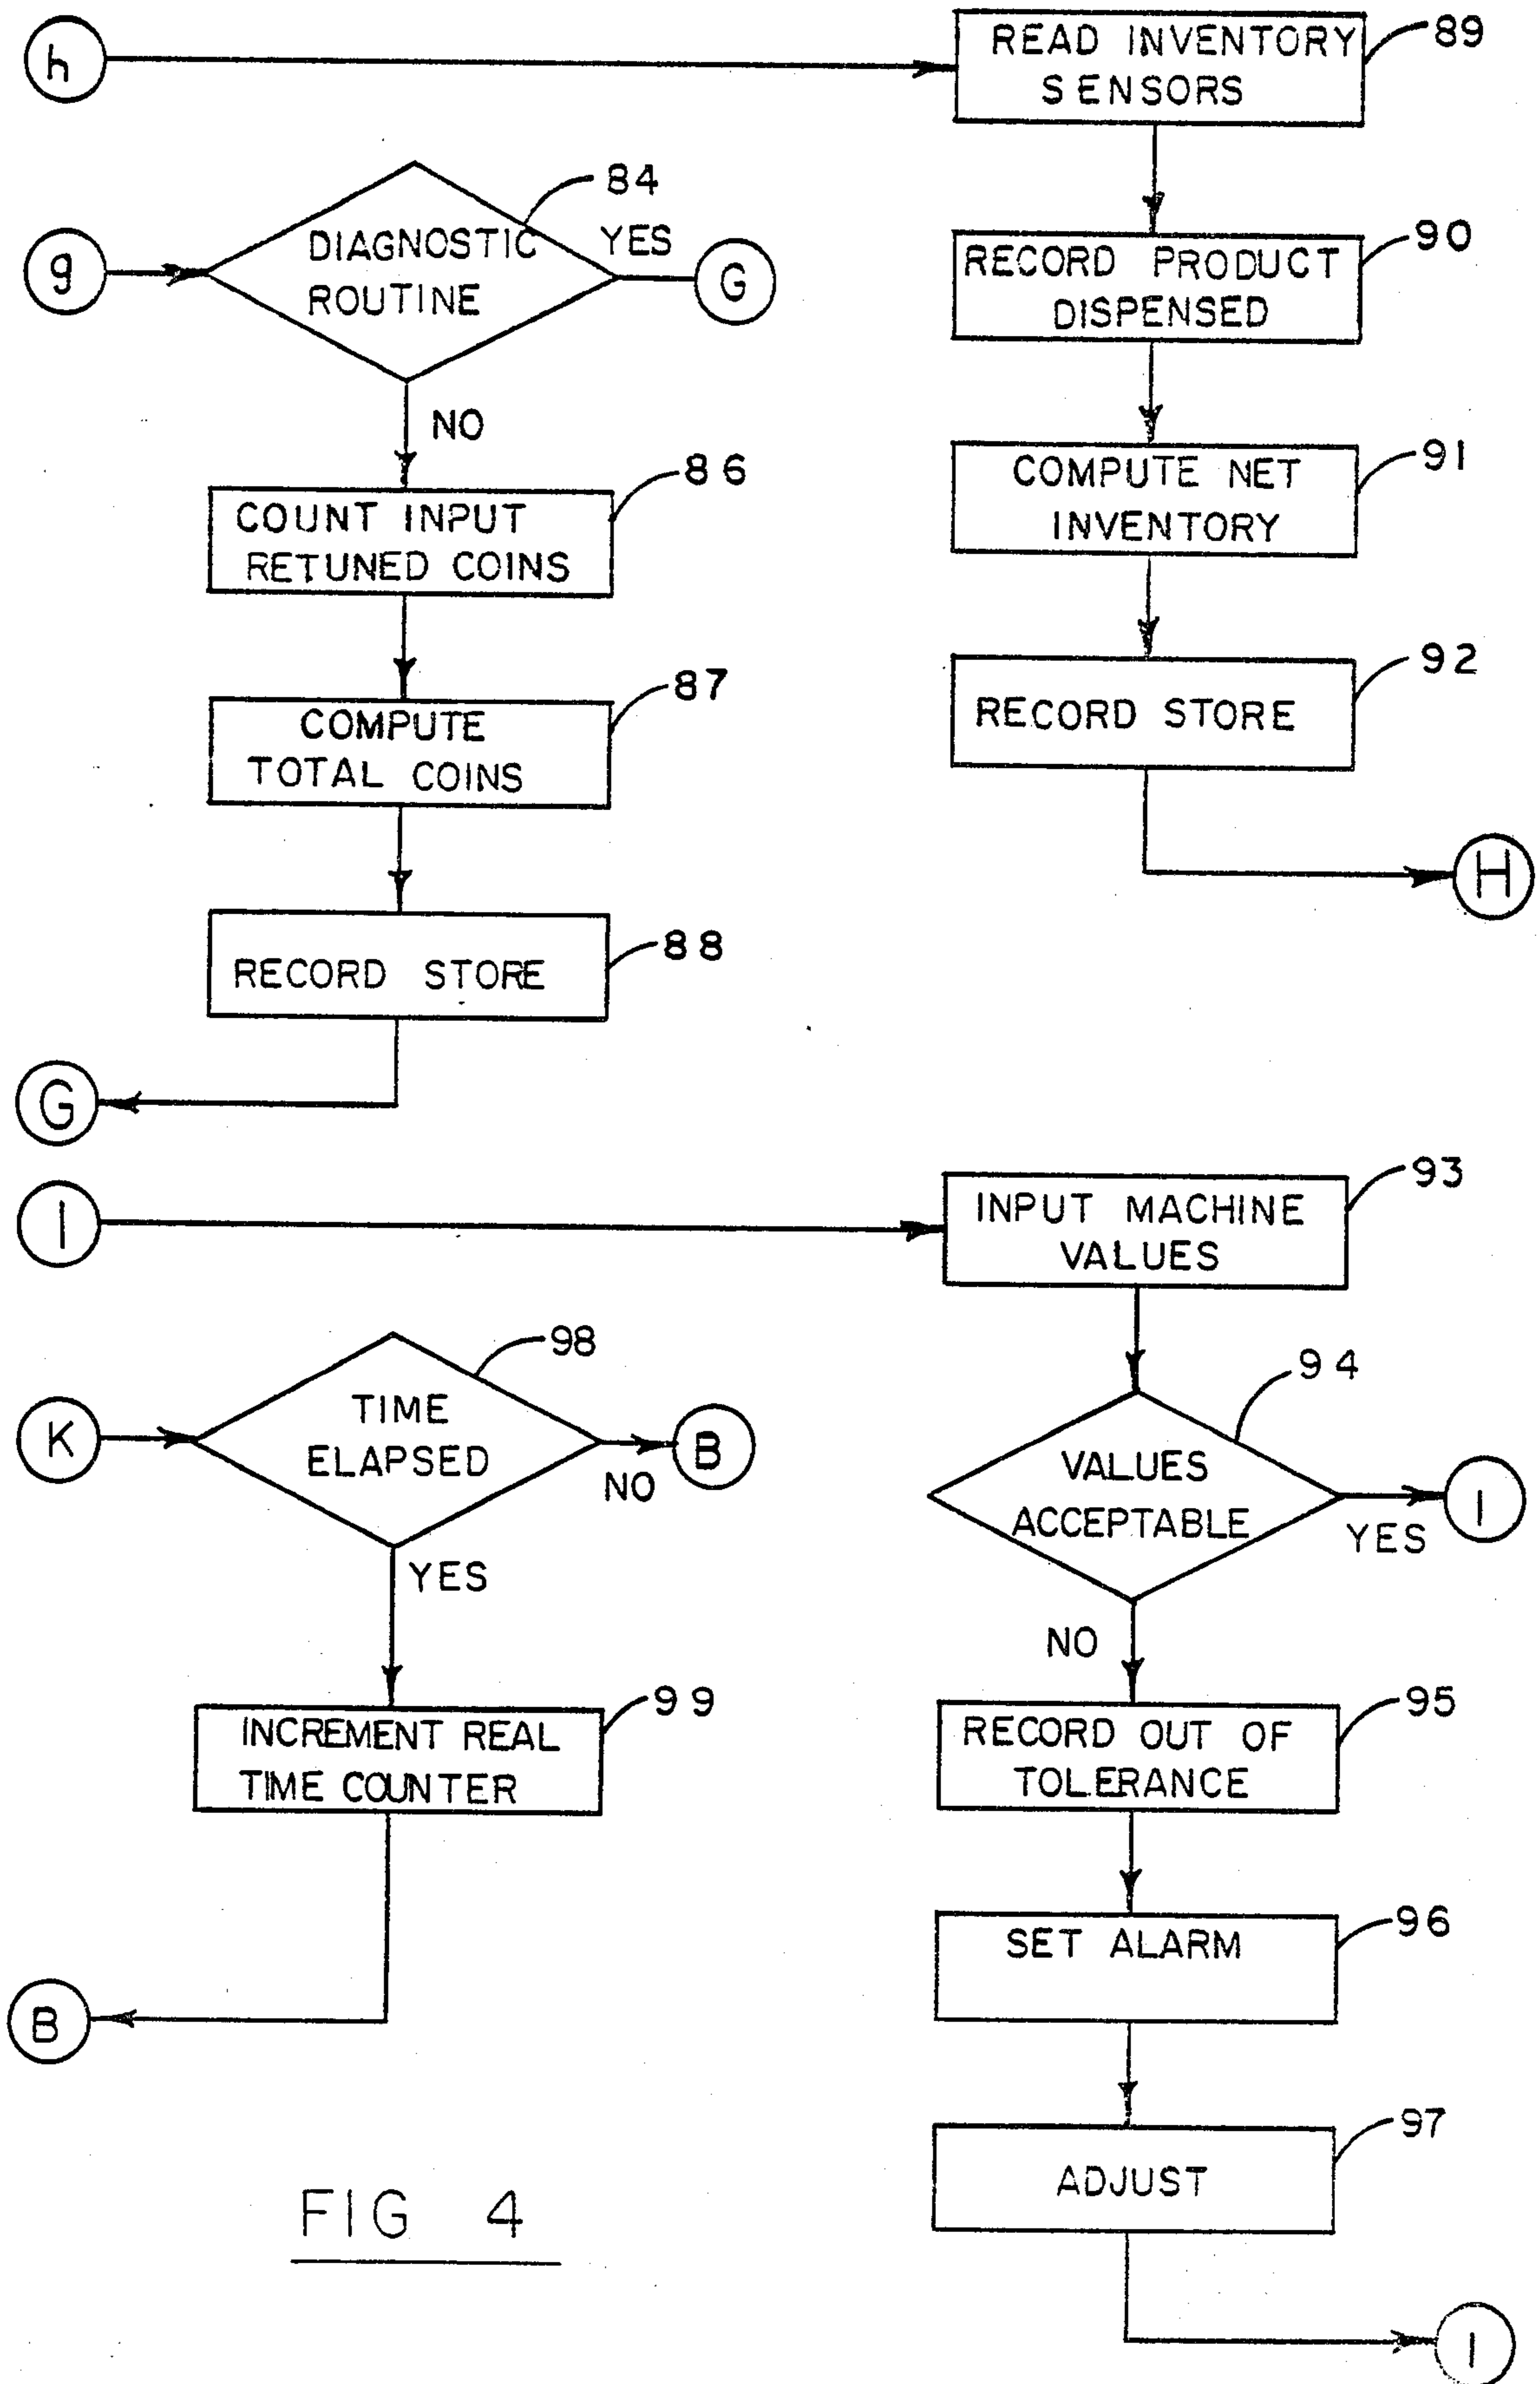 h
READ INVENTORY
SENSORS
89
84
g
DIAGNOSTIC
ROUTINE
YES
G
NO
RECORD PRODUCT
DISPENSED
90
COUNT INPUT
RETUNED COINS
86
COMPUTE NET
INVENTORY
91
COMPUTE
TOTAL COINS
87
RECORD STORE
92
H
RECORD STORE
88
G
I
INPUT MACHINE
VALUES
93
98
K
TIME
ELAPSED
NO
B
YES
94
VALUES
ACCEPTABLE
YES
I
NO
INCREMENT REAL
TIME COUNTER
99
RECORD OUT OF
TOLERANCE
95
SET ALARM
96
B
ADJUST
97
I
FIG 4